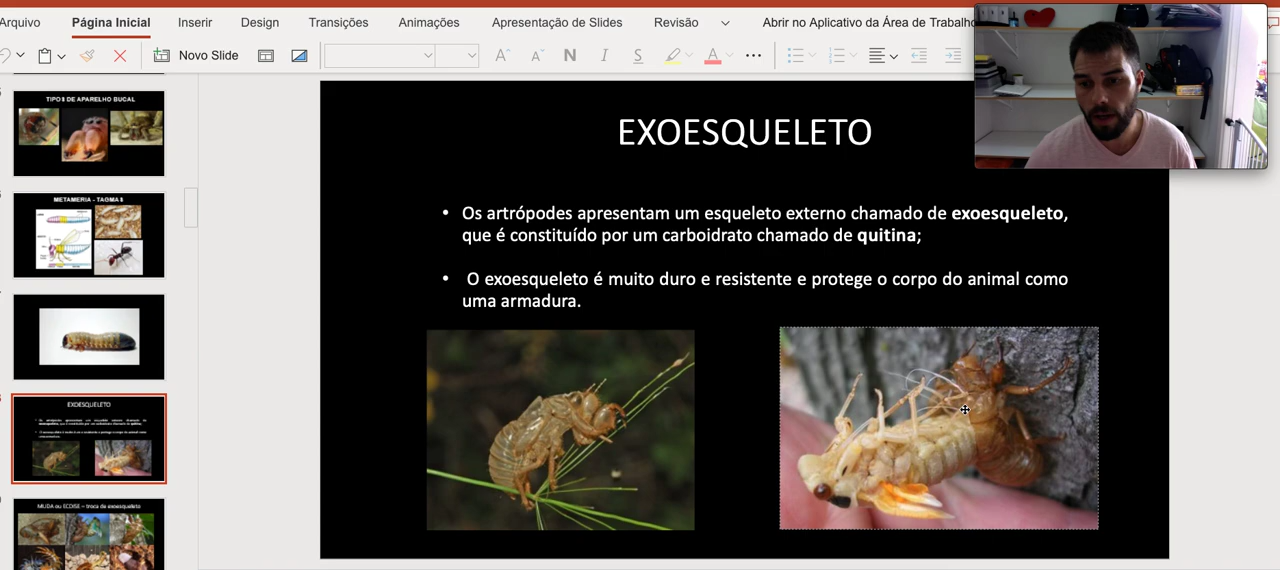 Arquivo Página Inicial Inserir Design Transições Animações Apresentação de Slides Revisão Abrir no Aplicativo da Área de Trabalho
Novo Slide N I S A
TIPOS DE APARELHO BUCAL
METAMERIA - TAGMAS
EXOESQUELETO
MUDA ou ECDISE – troca de exoesqueleto
EXOESQUELETO
• Os artrópodes apresentam um esqueleto externo chamado de exoesqueleto,
que é constituído por um carboidrato chamado de quitina;
• O exoesqueleto é muito duro e resistente e protege o corpo do animal como
uma armadura.